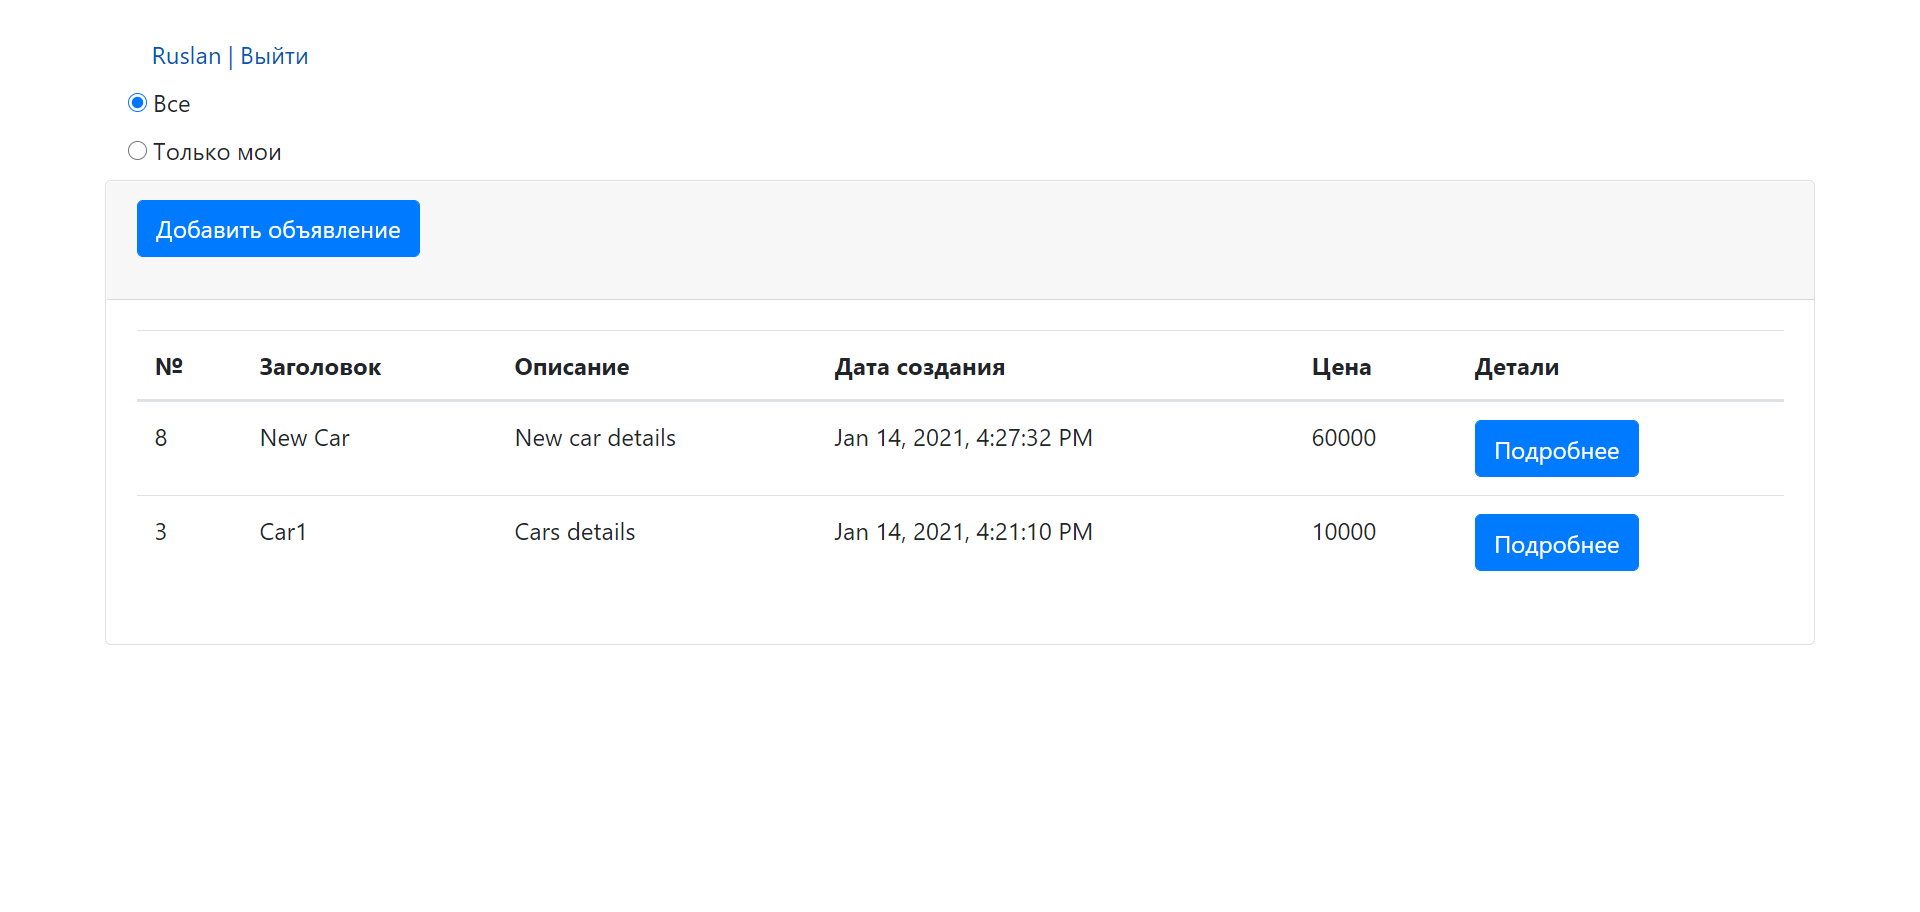 Ruslan | Выйти
Все
Только мои
Добавить объявление
№ Заголовок Описание Дата создания Цена Детали
8 New Car New car details Jan 14, 2021, 4:27:32 PM 60000 Подробнее
3 Car1 Cars details Jan 14, 2021, 4:21:10 PM 10000 Подробнее